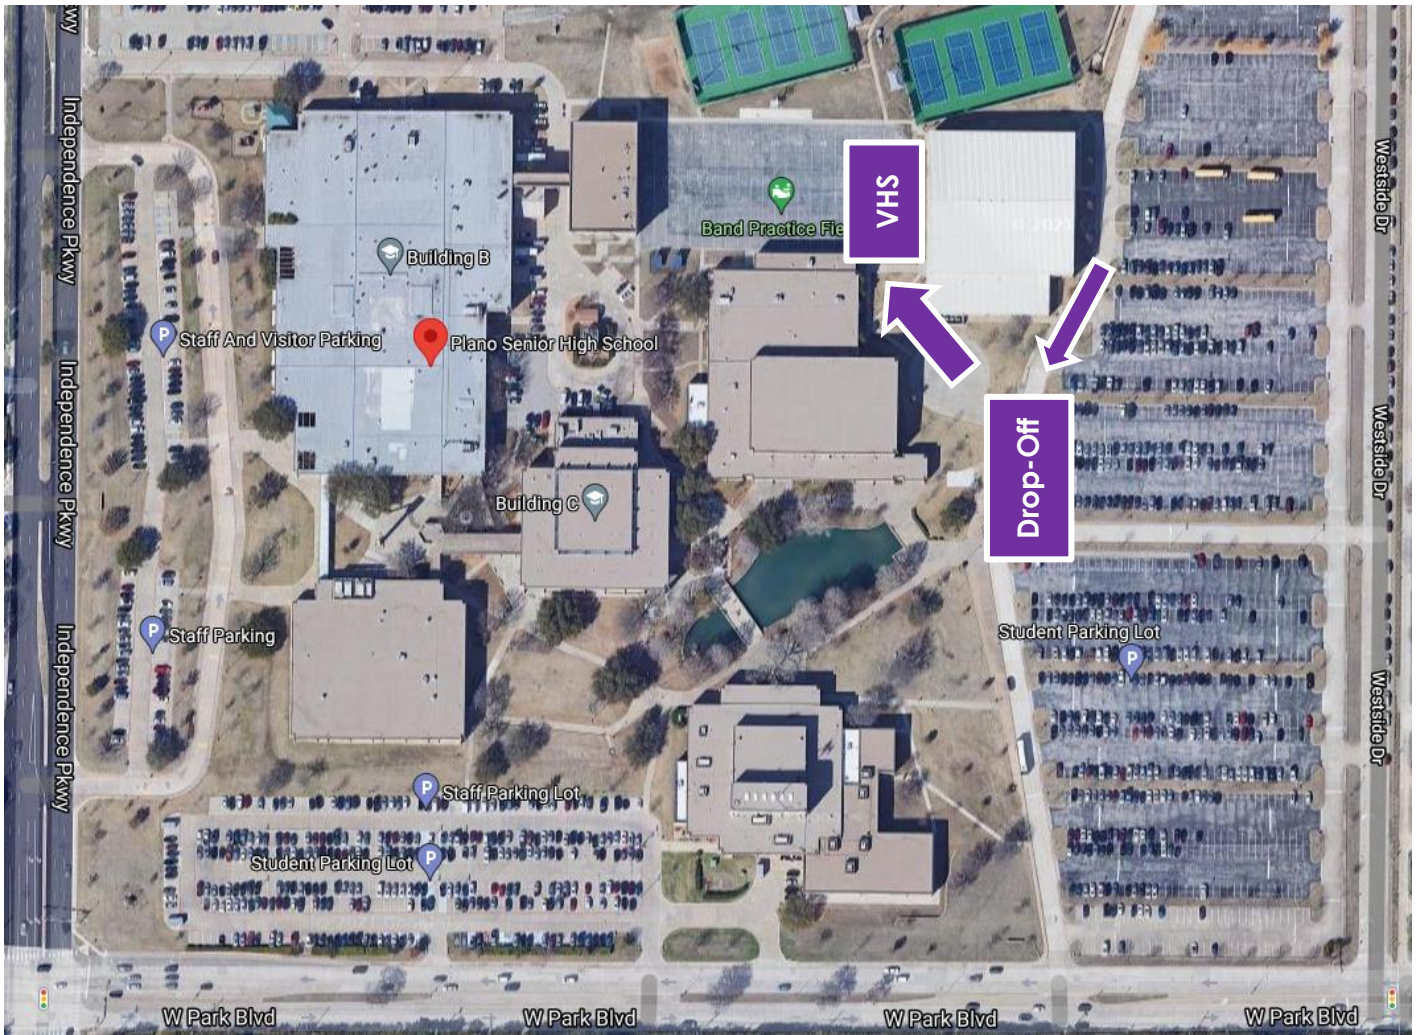 wy
VHS
Band Practice Fie
© 202
Independence Pkwy
Westside Dr
Building B
Staff And Visitor Parking
Plano Senior High School
Independence Pkwy
Drop-Off
Westside Dr
Building C
Staff Parking
Student Parking Lot
Independence Pkwy
Westside Dr
Staff Parking Lot
Student Parking Lot
W Park Blvd
W Park Blvd
W Park Blvd
W Park Blvd